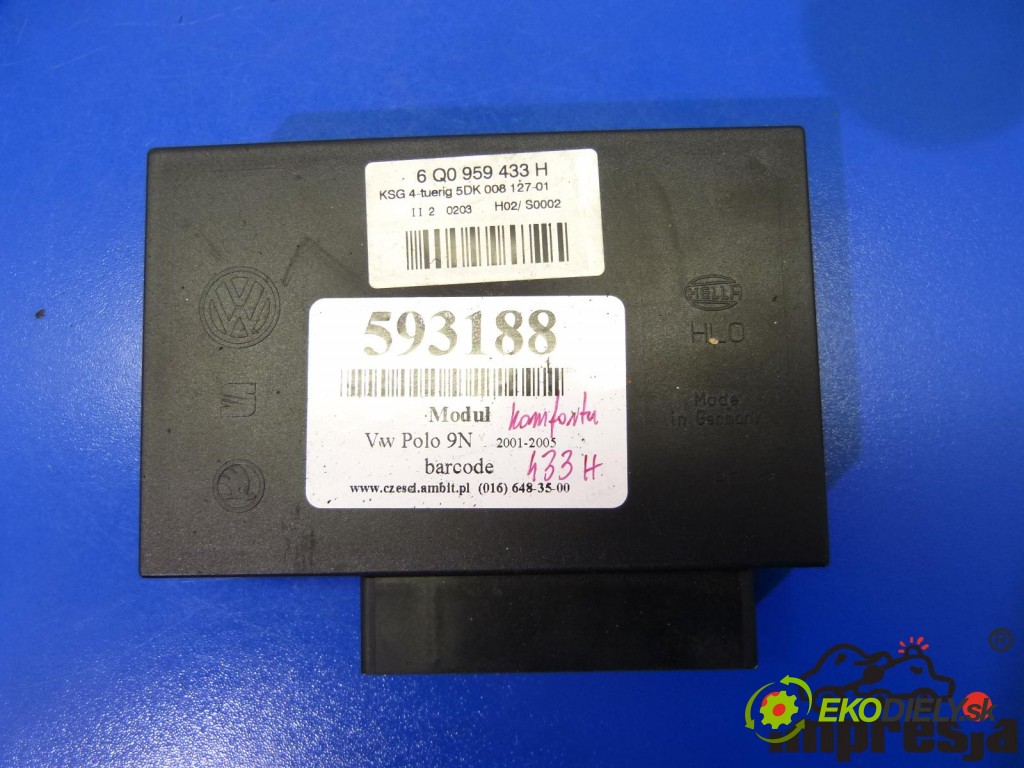 6 Q0 959 433 H
KSG 4-tuerig 5DK 008 127-01
II 2 0203 H02/ S0002
HELLA
HLO
Made
in Germany
593188
Moduł komfortu
Vw Polo 9N 2001-2005
barcode 433 H
www.czesci.ambit.pl (016) 648-35-00
EKODIELY.sk
impresja
®